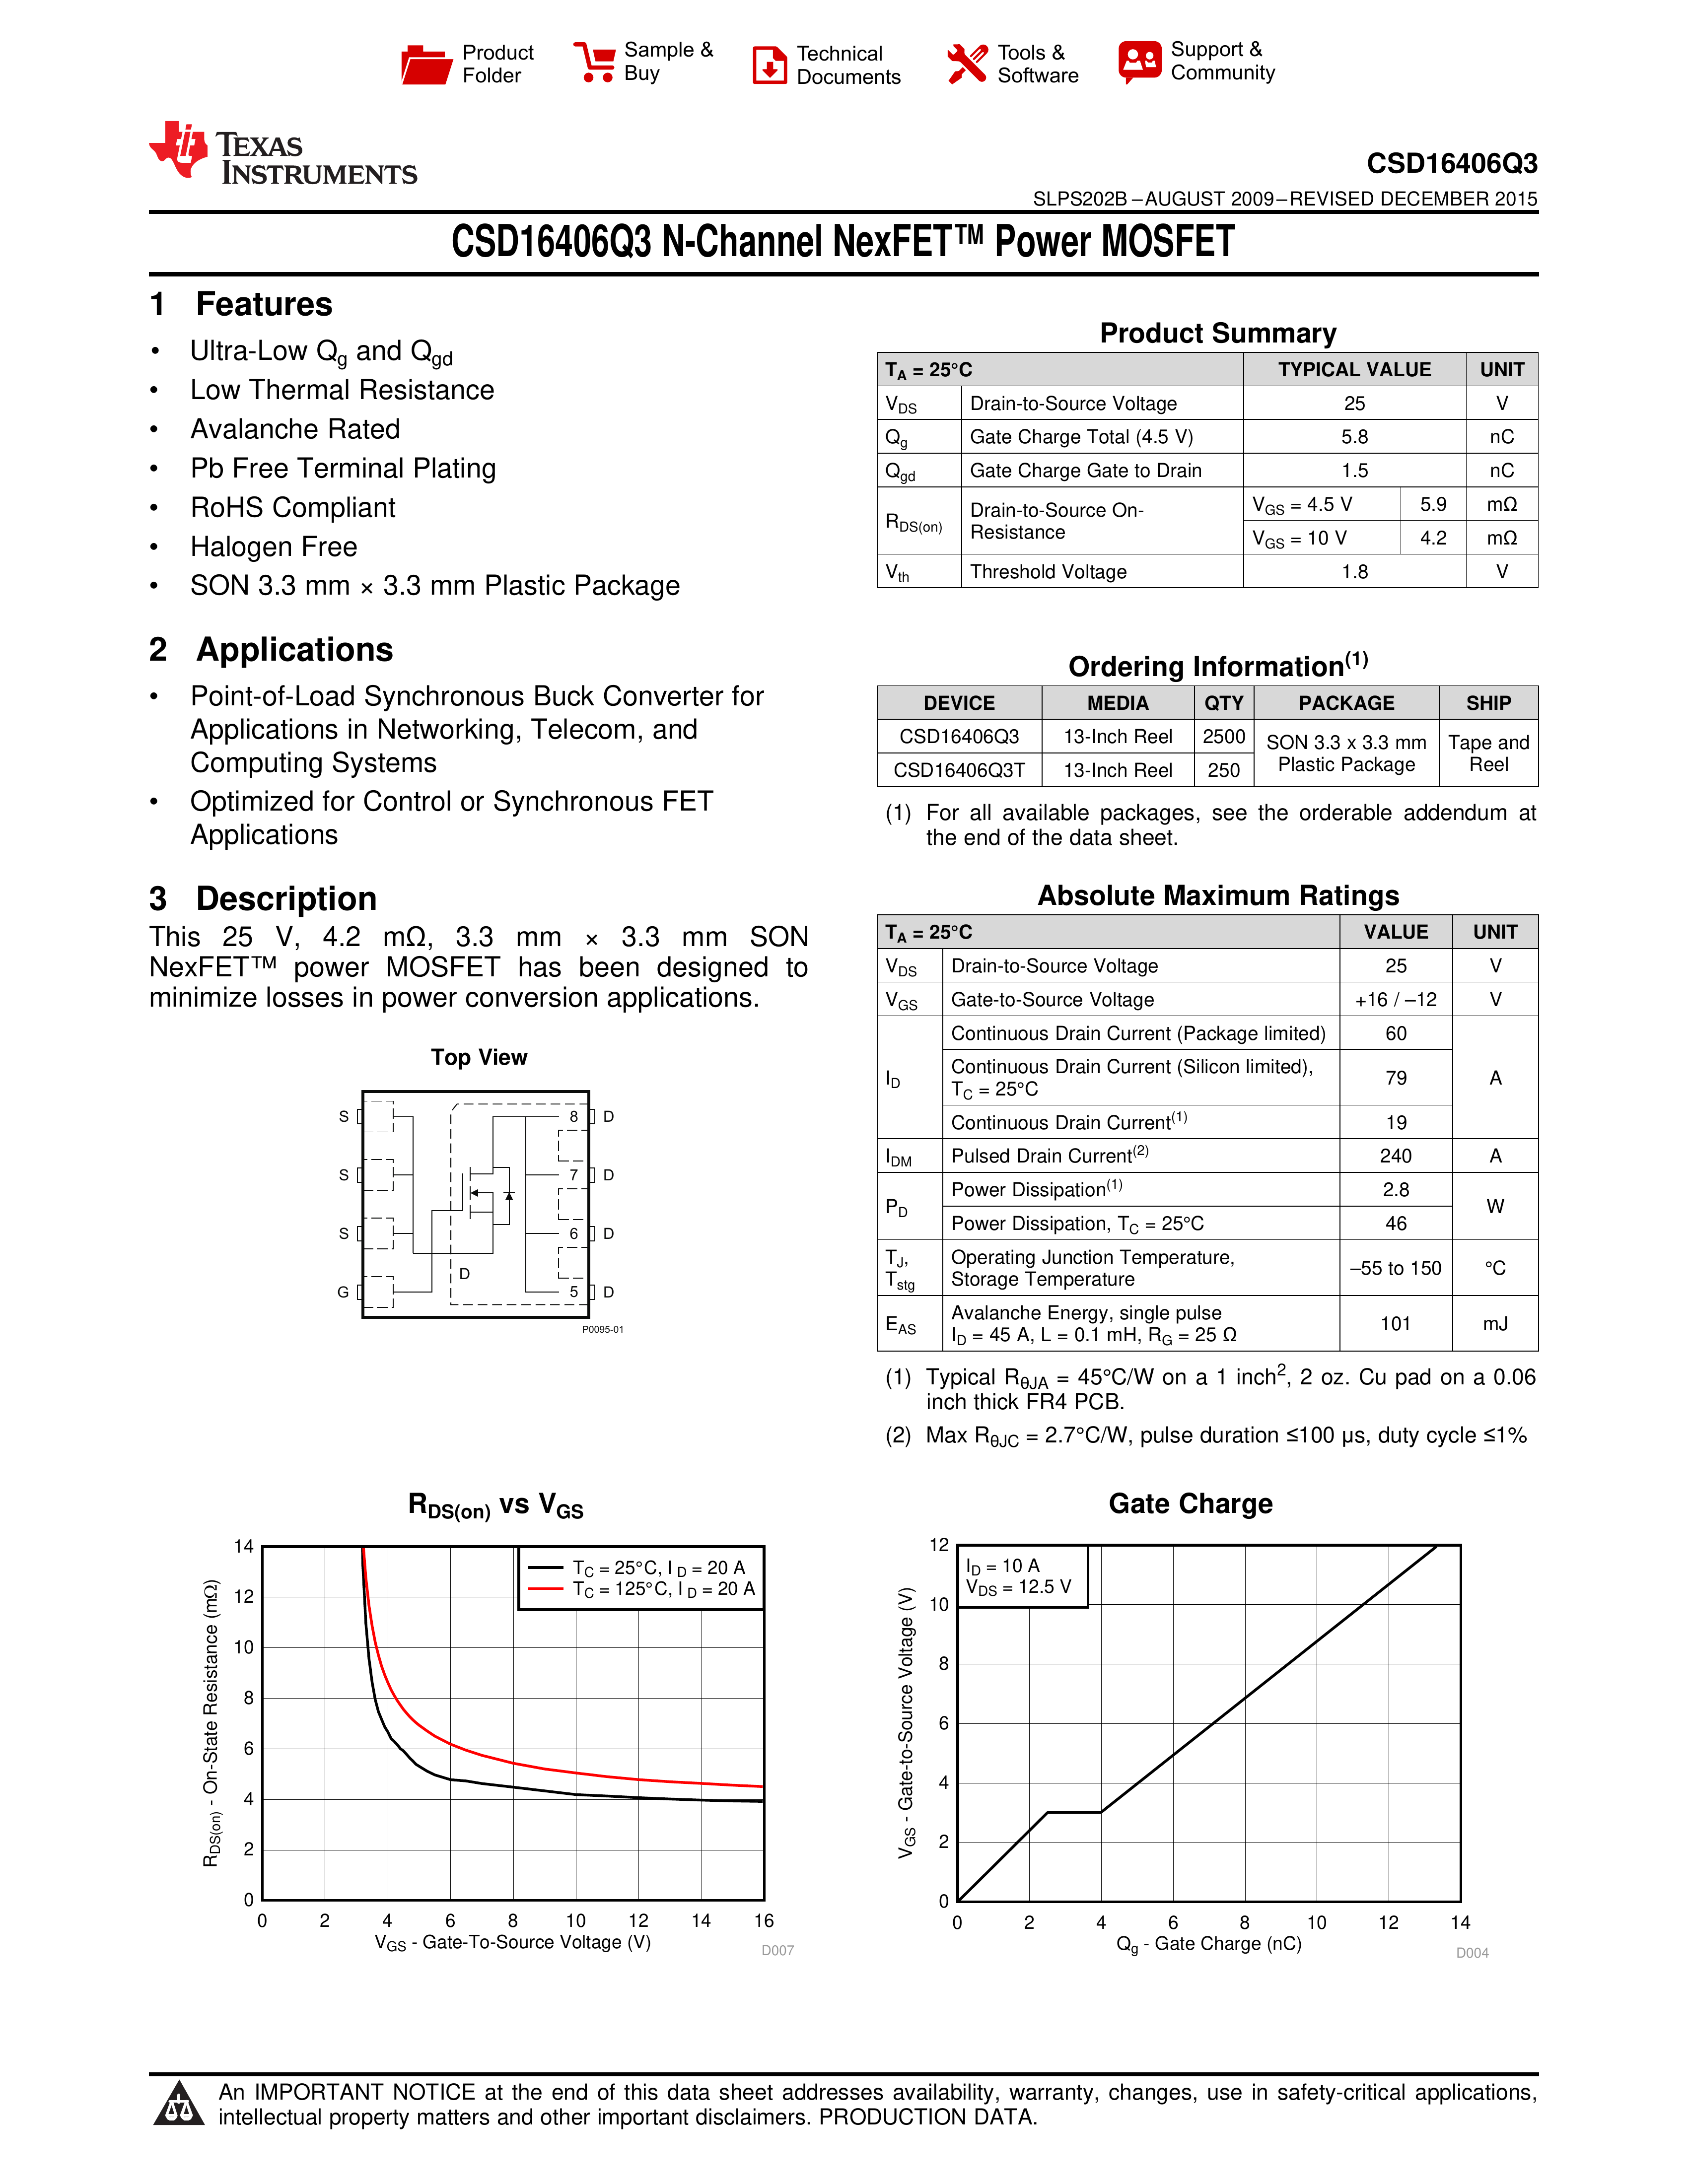 Product Folder
Sample & Buy
Technical Documents
Tools & Software
Support & Community
TEXAS INSTRUMENTS
CSD16406Q3
SLPS202B –AUGUST 2009–REVISED DECEMBER 2015
CSD16406Q3 N-Channel NexFET™ Power MOSFET
1 Features
• Ultra-Low Qg and Qgd
• Low Thermal Resistance
• Avalanche Rated
• Pb Free Terminal Plating
• RoHS Compliant
• Halogen Free
• SON 3.3 mm × 3.3 mm Plastic Package
2 Applications
• Point-of-Load Synchronous Buck Converter for
Applications in Networking, Telecom, and
Computing Systems
• Optimized for Control or Synchronous FET
Applications
3 Description
This 25 V, 4.2 mΩ, 3.3 mm × 3.3 mm SON
NexFET™ power MOSFET has been designed to
minimize losses in power conversion applications.
Top View
S 8 D
S 7 D
S 6 D
D
G 5 D
P0095-01
Product Summary
TA = 25°C TYPICAL VALUE UNIT
VDS Drain-to-Source Voltage 25 V
Qg Gate Charge Total (4.5 V) 5.8 nC
Qgd Gate Charge Gate to Drain 1.5 nC
RDS(on) Drain-to-Source On-Resistance VGS = 4.5 V 5.9 mΩ
VGS = 10 V 4.2 mΩ
Vth Threshold Voltage 1.8 V
Ordering Information(1)
DEVICE MEDIA QTY PACKAGE SHIP
CSD16406Q3 13-Inch Reel 2500 SON 3.3 x 3.3 mm Plastic Package Tape and Reel
CSD16406Q3T 13-Inch Reel 250
(1) For all available packages, see the orderable addendum at
the end of the data sheet.
Absolute Maximum Ratings
TA = 25°C VALUE UNIT
VDS Drain-to-Source Voltage 25 V
VGS Gate-to-Source Voltage +16 / –12 V
ID Continuous Drain Current (Package limited) 60 A
Continuous Drain Current (Silicon limited),
TC = 25°C 79
Continuous Drain Current(1) 19
IDM Pulsed Drain Current(2) 240 A
PD Power Dissipation(1) 2.8 W
Power Dissipation, TC = 25°C 46
TJ, Tstg Operating Junction Temperature,
Storage Temperature –55 to 150 °C
EAS Avalanche Energy, single pulse
ID = 45 A, L = 0.1 mH, RG = 25 Ω 101 mJ
(1) Typical RθJA = 45°C/W on a 1 inch2, 2 oz. Cu pad on a 0.06
inch thick FR4 PCB.
(2) Max RθJC = 2.7°C/W, pulse duration ≤100 μs, duty cycle ≤1%
RDS(on) vs VGS
TC = 25°C, I D = 20 A
TC = 125°C, I D = 20 A
RDS(on) - On-State Resistance (mΩ)
14
12
10
8
6
4
2
0
0 2 4 6 8 10 12 14 16
VGS - Gate-To-Source Voltage (V)
D007
Gate Charge
ID = 10 A
VDS = 12.5 V
VGS - Gate-to-Source Voltage (V)
12
10
8
6
4
2
0
0 2 4 6 8 10 12 14
Qg - Gate Charge (nC)
D004
An IMPORTANT NOTICE at the end of this data sheet addresses availability, warranty, changes, use in safety-critical applications,
intellectual property matters and other important disclaimers. PRODUCTION DATA.